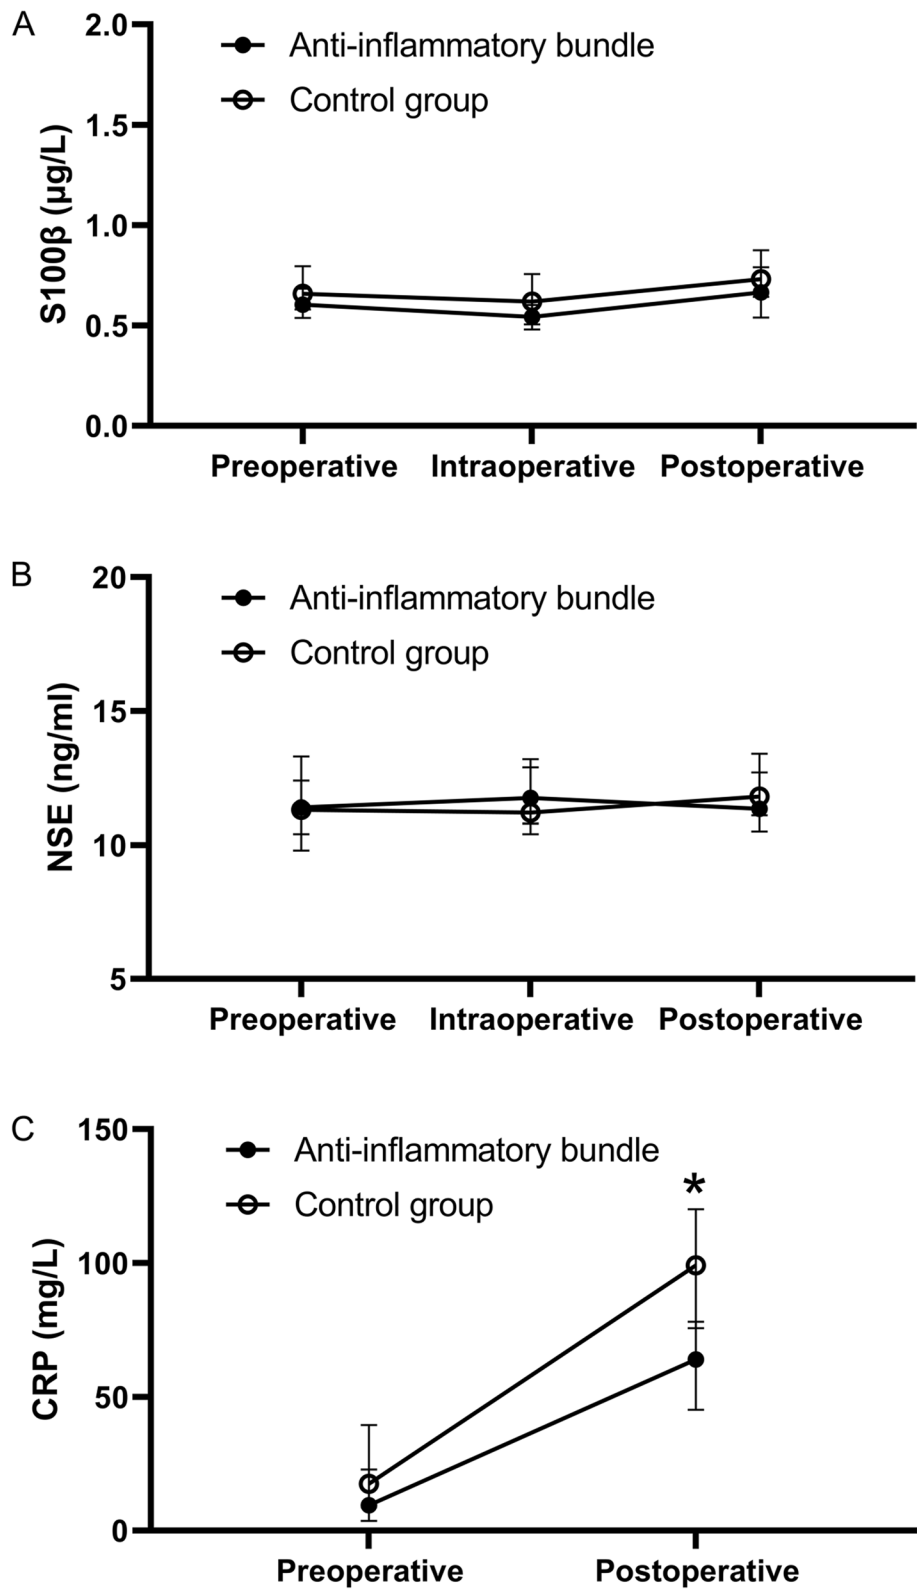 A
2.0
Anti-inflammatory bundle
Control group
1.5
S100β (μg/L)
1.0
0.5
0.0
Preoperative Intraoperative Postoperative
B
20
Anti-inflammatory bundle
Control group
15
NSE (ng/ml)
10
5
Preoperative Intraoperative Postoperative
C
150
Anti-inflammatory bundle
*
Control group
100
CRP (mg/L)
50
0
Preoperative Postoperative